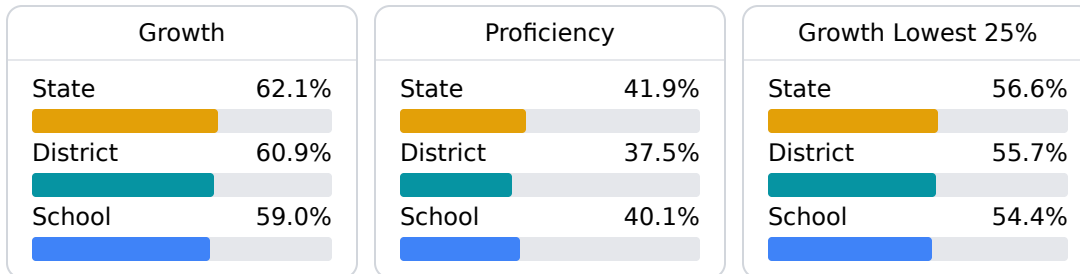 Growth
State 62.1%
District 60.9%
School 59.0%
Proficiency
State 41.9%
District 37.5%
School 40.1%
Growth Lowest 25%
State 56.6%
District 55.7%
School 54.4%